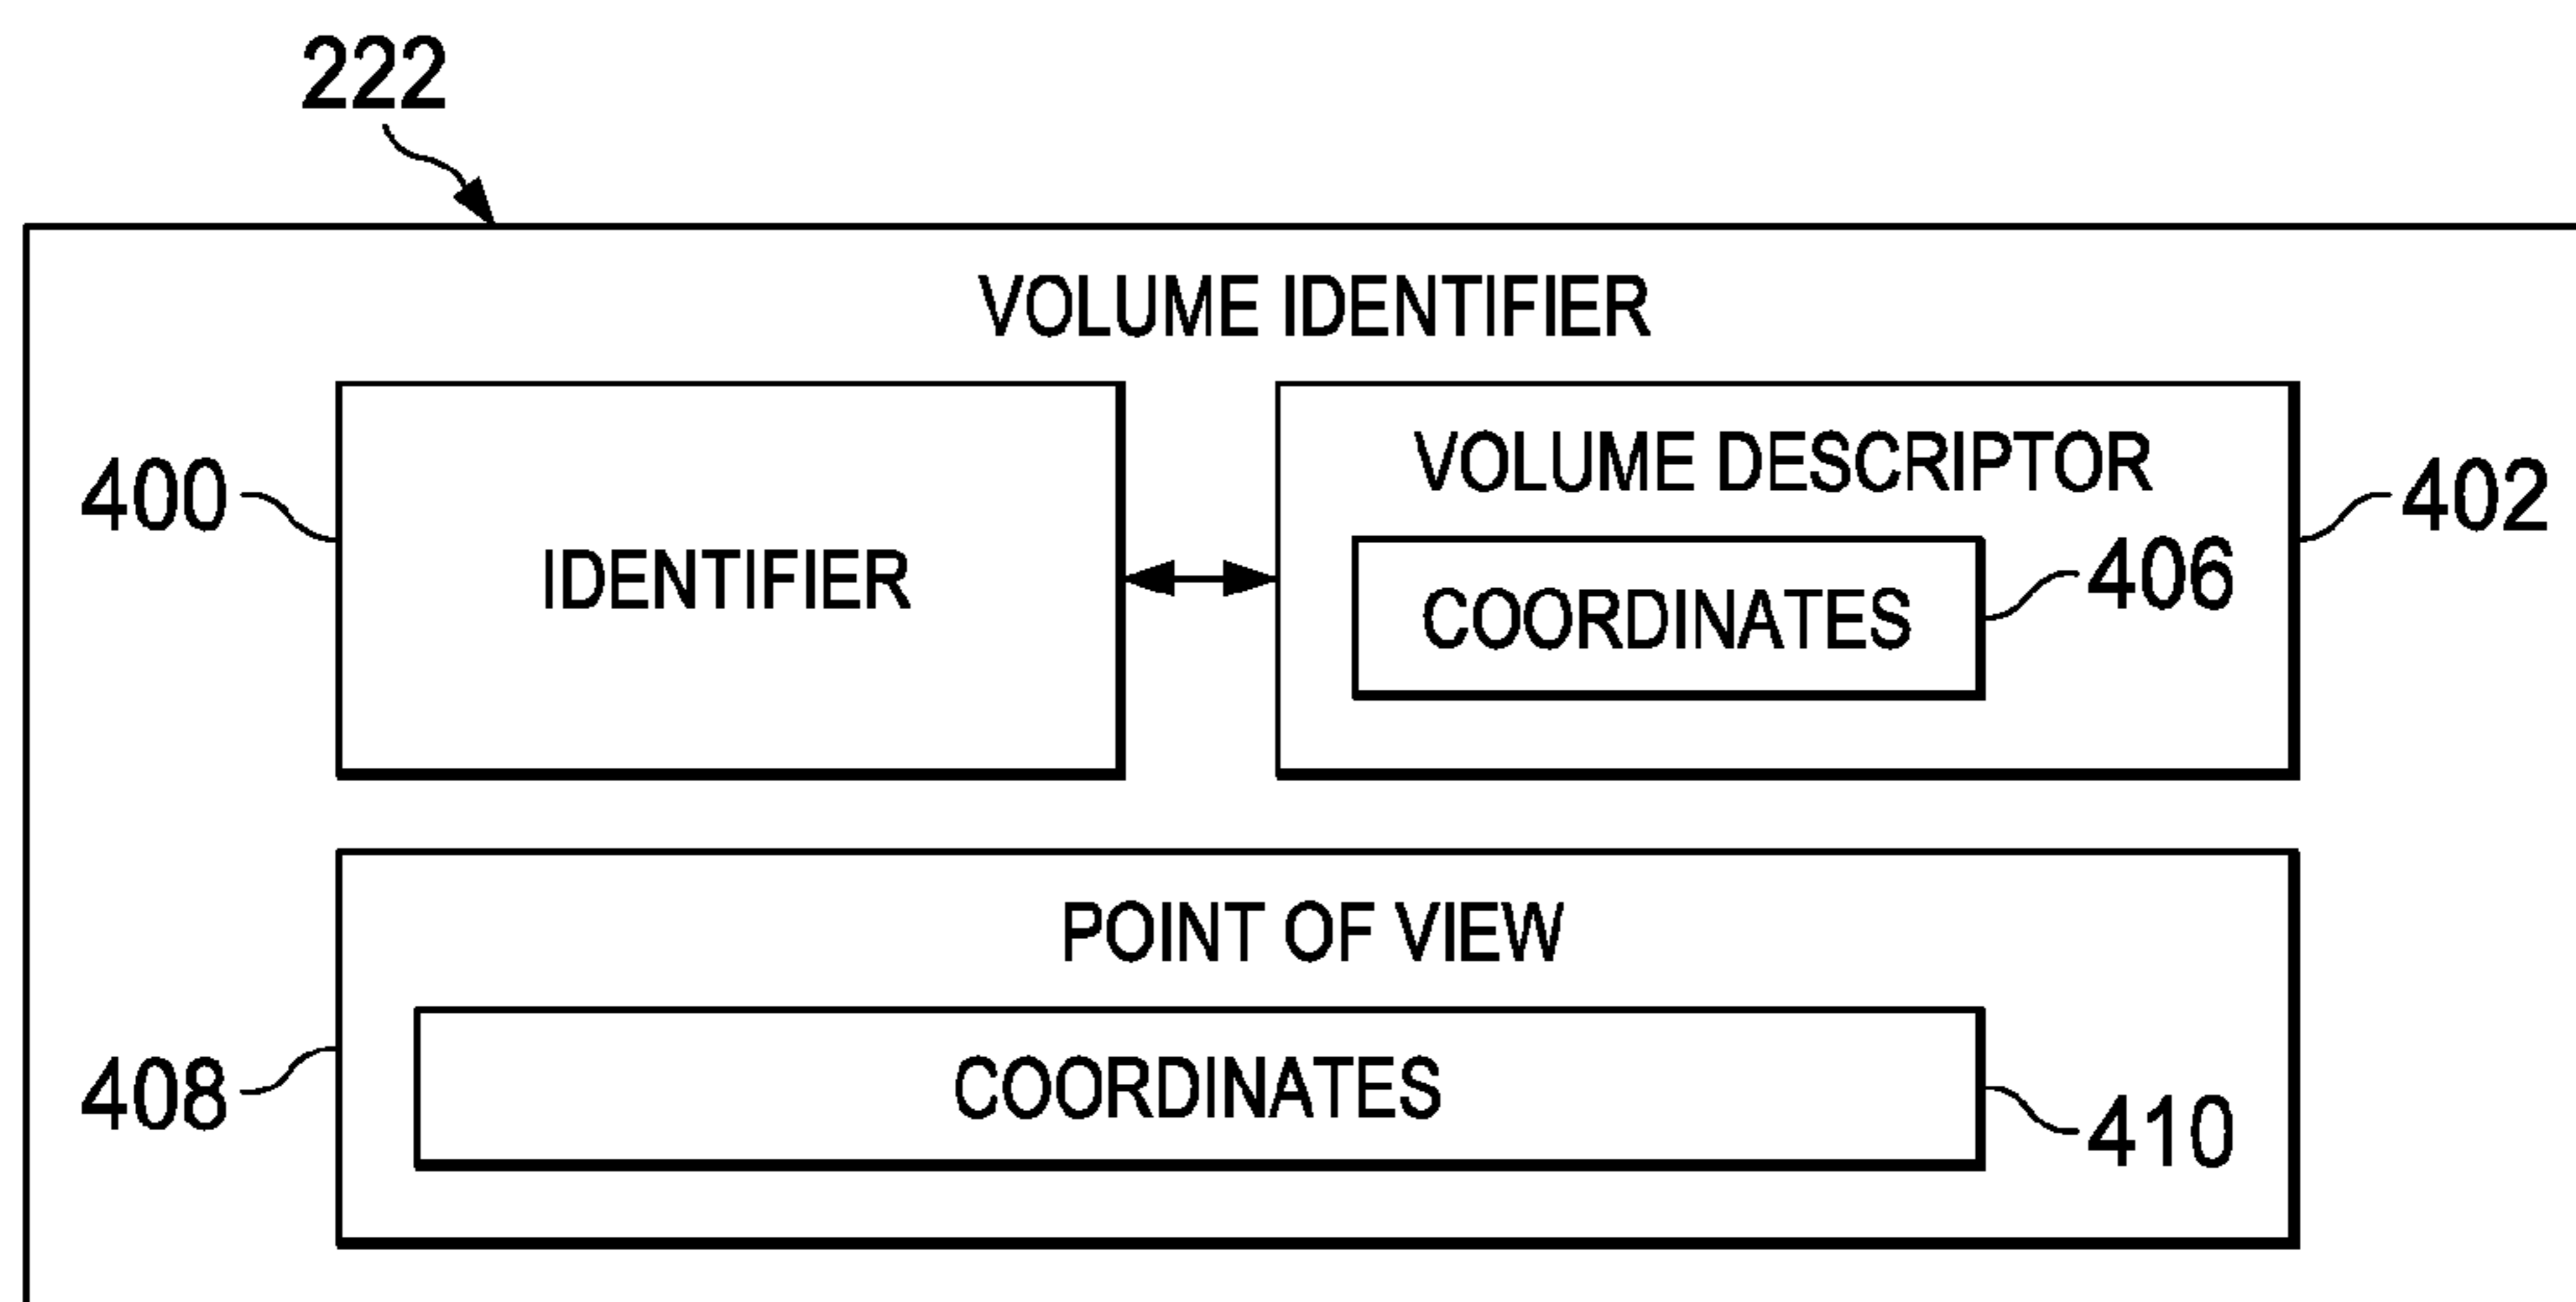 222
VOLUME IDENTIFIER
400
IDENTIFIER
VOLUME DESCRIPTOR
402
COORDINATES
406
POINT OF VIEW
408
COORDINATES
410